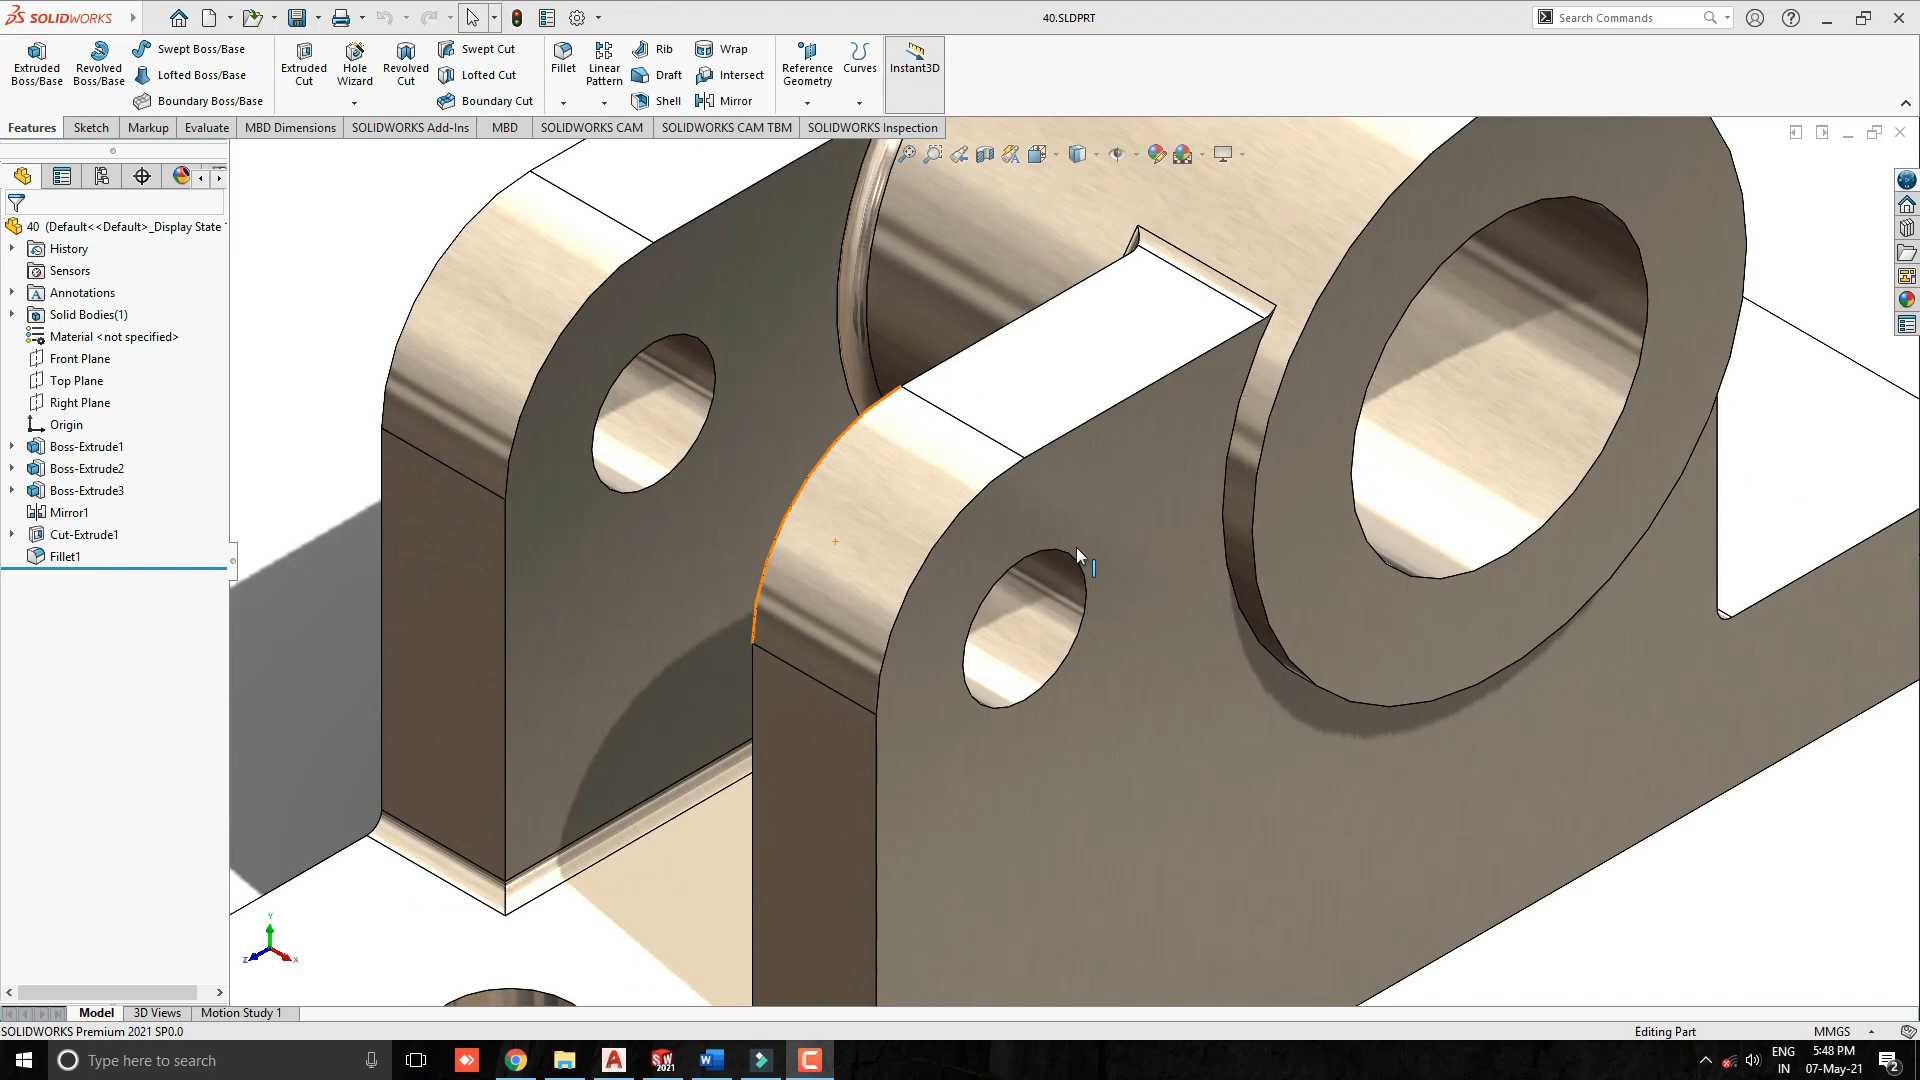 SOLIDWORKS
40.SLDPRT
Search Commands
Extruded Boss/Base
Revolved Boss/Base
Swept Boss/Base
Lofted Boss/Base
Boundary Boss/Base
Extruded Cut
Hole Wizard
Revolved Cut
Swept Cut
Lofted Cut
Boundary Cut
Fillet
Linear Pattern
Rib
Draft
Shell
Wrap
Intersect
Mirror
Reference Geometry
Curves
Instant3D
Features
Sketch
Markup
Evaluate
MBD Dimensions
SOLIDWORKS Add-Ins
MBD
SOLIDWORKS CAM
SOLIDWORKS CAM TBM
SOLIDWORKS Inspection
40 (Default<<Default>_Display State
History
Sensors
Annotations
Solid Bodies(1)
Material <not specified>
Front Plane
Top Plane
Right Plane
Origin
Boss-Extrude1
Boss-Extrude2
Boss-Extrude3
Mirror1
Cut-Extrude1
Fillet1
Y
Z
X
Model
3D Views
Motion Study 1
SOLIDWORKS Premium 2021 SP0.0
Editing Part
MMGS
Type here to search
ENG
IN
5:48 PM
07-May-21
2